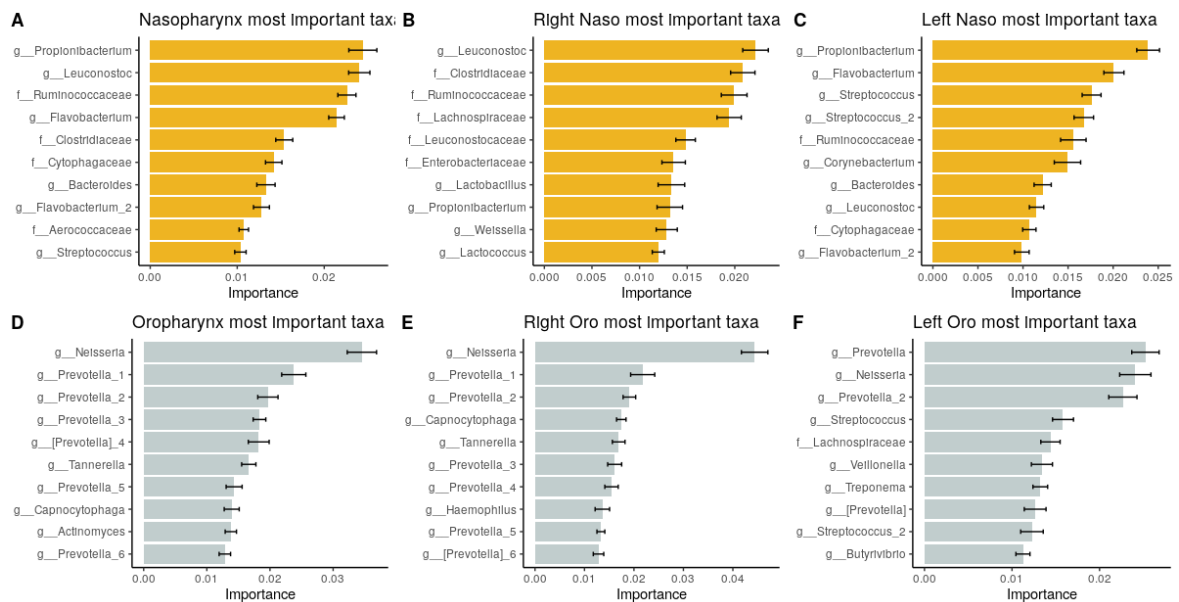 A Nasopharynx most important taxa
g__Propionibacterium
g__Leuconostoc
f__Ruminococcaceae
g__Flavobacterium
f__Clostridiaceae
f__Cytophagaceae
g__Bacteroides
g__Flavobacterium_2
f__Aerococcaceae
g__Streptococcus
0.00 0.01 0.02
Importance
B Right Naso most important taxa
g__Leuconostoc
f__Clostridiaceae
f__Ruminococcaceae
f__Lachnospiraceae
f__Leuconostocaceae
f__Enterobacteriaceae
g__Lactobacillus
g__Propionibacterium
g__Weissella
g__Lactococcus
0.000 0.005 0.010 0.015 0.020
Importance
C Left Naso most important taxa
g__Propionibacterium
g__Flavobacterium
g__Streptococcus
g__Streptococcus_2
f__Ruminococcaceae
g__Corynebacterium
g__Bacteroides
g__Leuconostoc
f__Cytophagaceae
g__Flavobacterium_2
0.000 0.005 0.010 0.015 0.020 0.025
Importance
D Oropharynx most important taxa
g__Neisseria
g__Prevotella_1
g__Prevotella_2
g__Prevotella_3
g__[Prevotella]_4
g__Tannerella
g__Prevotella_5
g__Capnocytophaga
g__Actinomyces
g__Prevotella_6
0.00 0.01 0.02 0.03
Importance
E Right Oro most important taxa
g__Neisseria
g__Prevotella_1
g__Prevotella_2
g__Capnocytophaga
g__Tannerella
g__Prevotella_3
g__Prevotella_4
g__Haemophilus
g__Prevotella_5
g__[Prevotella]_6
0.00 0.01 0.02 0.03 0.04
Importance
F Left Oro most important taxa
g__Prevotella
g__Neisseria
g__Prevotella_2
g__Streptococcus
f__Lachnospiraceae
g__Veillonella
g__Treponema
g__[Prevotella]
g__Streptococcus_2
g__Butyrivibrio
0.00 0.01 0.02
Importance